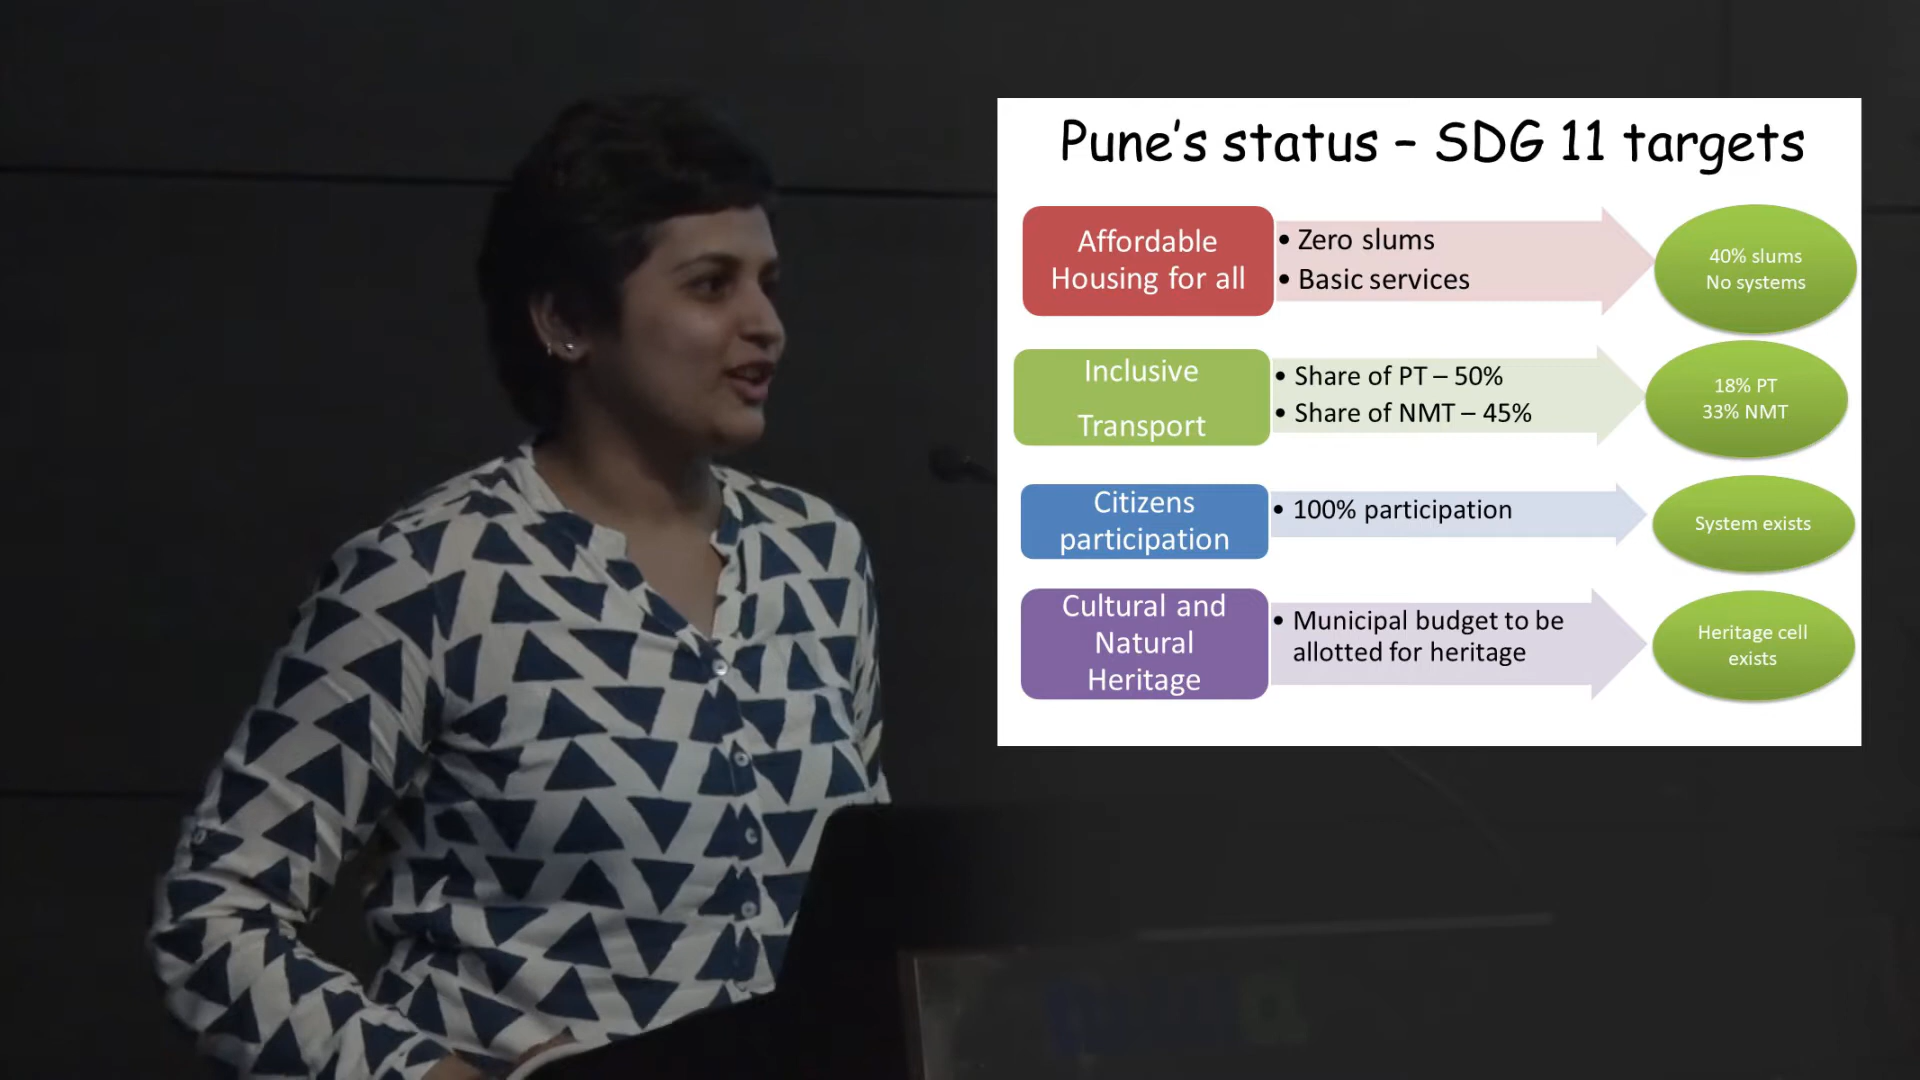 Pune's status – SDG 11 targets
Affordable
Housing for all
• Zero slums
• Basic services
40% slums
No systems
Inclusive
Transport
• Share of PT – 50%
• Share of NMT – 45%
18% PT
33% NMT
Citizens
participation
• 100% participation
System exists
Cultural and
Natural
Heritage
• Municipal budget to be
allotted for heritage
Heritage cell
exists